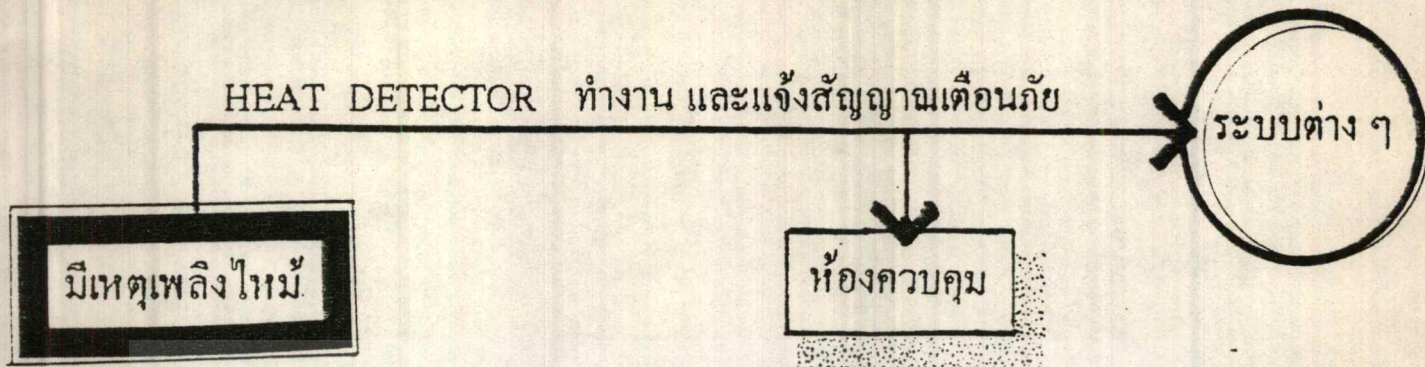 HEAT DETECTOR ทำงาน และแจ้งสัญญาณเตือนภัย
ระบบต่าง ๆ
มีเหตุเพลิงไหม้
ห้องควบคุม